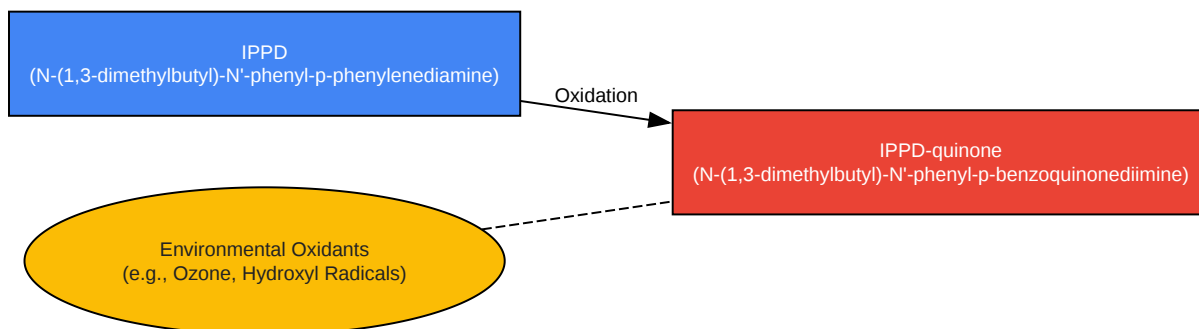 IPPD
(N-(1,3-dimethylbutyl)-N'-phenyl-p-phenylenediamine)
Oxidation
IPPD-quinone
(N-(1,3-dimethylbutyl)-N'-phenyl-p-benzoquinonediimine)
Environmental Oxidants
(e.g., Ozone, Hydroxyl Radicals)